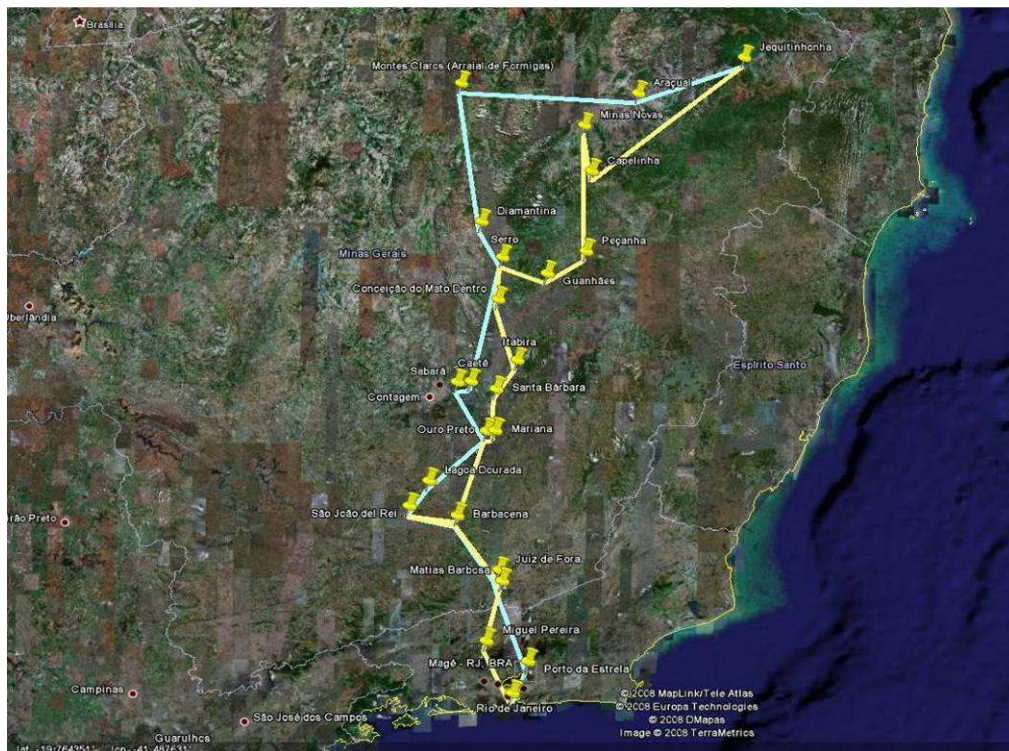 Brasília
Jequitinhonha
Montes Claros (Arraial de Formigas)
Araçuaí
Minas Novas
Capelinha
Diamantina
Serro
Peçanha
Minas Gerais
Guanhães
Conceição do Mato Dentro
Uberlândia
Itabira
Caeté
Sabará
Espírito Santo
Santa Bárbara
Contagem
Ouro Preto
Mariana
Lagoa Dourada
São João del Rei
Barbacena
Preto
Juiz de Fora
Matias Barbosa
Miguel Pereira
Magé - RJ, BRA
Porto da Estrela
Campinas
Rio de Janeiro
São José dos Campos
Guarulhos
© 2008 MapLink/Tele Atlas
© 2008 Europa Technologies
© 2008 DMapas
Image © 2008 TerraMetrics